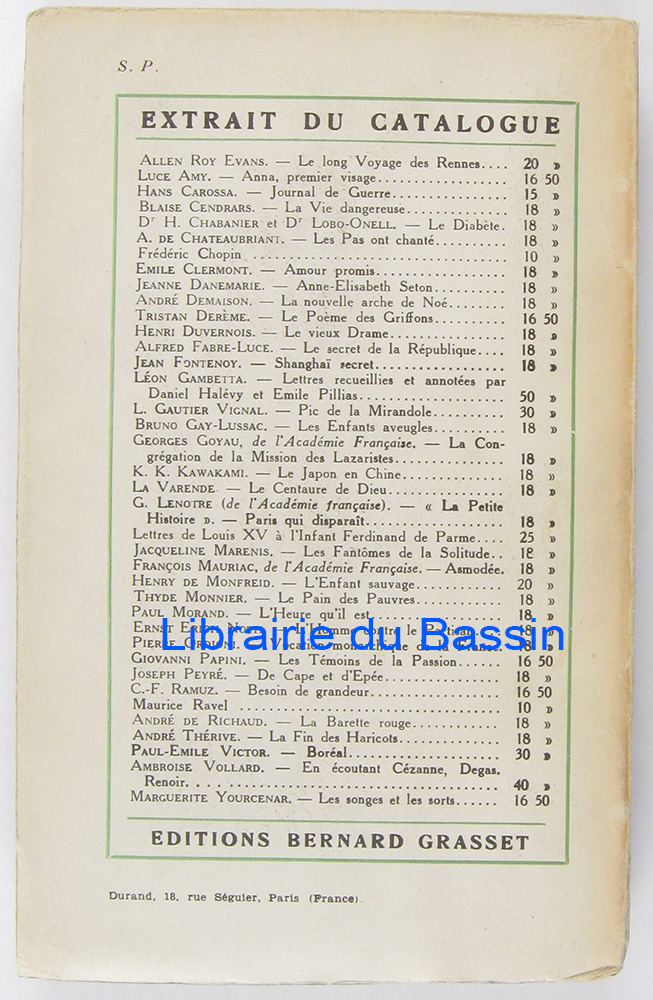 S. P.
EXTRAIT DU CATALOGUE
ALLEN ROY EVANS. — Le long Voyage des Rennes.... 20 »
LUCE AMY. — Anna, premier visage.................. 16 50
HANS CAROSSA. — Journal de Guerre................ 15 »
BLAISE CENDRARS. — La Vie dangereuse.............. 18 »
Dr H. CHABANIER et Dr LOBO-ONELL. — Le Diabète. 18 »
A. DE CHATEAUBRIANT. — Les Pas ont chanté.......... 18 »
Frédéric Chopin .................................... 10 »
EMILE CLERMONT. — Amour promis.................. 18 »
JEANNE DANEMARIE. — Anne-Elisabeth Seton.......... 18 »
ANDRÉ DEMAISON. — La nouvelle arche de Noé........ 18 »
TRISTAN DERÈME. — Le Poème des Griffons.......... 16 50
HENRI DUVERNOIS. — Le vieux Drame................ 18 »
ALFRED FABRE-LUCE. — Le secret de la République.... 18 »
JEAN FONTENOY. — Shanghaï secret.................. 18 »
LÉON GAMBETTA. — Lettres recueillies et annotées par
Daniel Halévy et Emile Pillias.................... 50 »
L. GAUTIER VIGNAL. — Pic de la Mirandole.......... 30 »
BRUNO GAY-LUSSAC. — Les Enfants aveugles.......... 18 »
GEORGES GOYAU, de l'Académie Française. — La Con-
grégation de la Mission des Lazaristes.............. 18 »
K. K. KAWAKAMI. — Le Japon en Chine.............. 18 »
LA VARENDE — Le Centaure de Dieu.................. 18 »
G. LENOTRE (de l'Académie française). — « La Petite
Histoire ». — Paris qui disparaît.................. 18 »
Lettres de Louis XV à l'Infant Ferdinand de Parme.... 25 »
JACQUELINE MARENIS. — Les Fantômes de la Solitude.. 18 »
FRANÇOIS MAURIAC, de l'Académie Française. — Asmodée. 18 »
HENRY DE MONFREID. — L'Enfant sauvage............ 20 »
THYDE MONNIER. — Le Pain des Pauvres.............. 18 »
PAUL MORAND. — L'Heure qu'il est.................. 18 »
ERNST — L'Homme contre le 18 »
18 »
Librairie du Bassin
GIOVANNI PAPINI. — Les Témoins de la Passion........ 16 50
JOSEPH PEYRÉ. — De Cape et d'Epée................ 18 »
C.-F. RAMUZ. — Besoin de grandeur.................. 16 50
Maurice Ravel .................................... 10 »
ANDRÉ DE RICHAUD. — La Barette rouge.............. 18 »
ANDRÉ THÉRIVE. — La Fin des Haricots.............. 18 »
PAUL-EMILE VICTOR. — Boréal...................... 30 »
AMBROISE VOLLARD. — En écoutant Cézanne, Degas.
Renoir. .......................................... 40 »
MARGUERITE YOURCENAR. — Les songes et les sorts...... 16 50
EDITIONS BERNARD GRASSET
Durand, 18, rue Séguier, Paris (France).